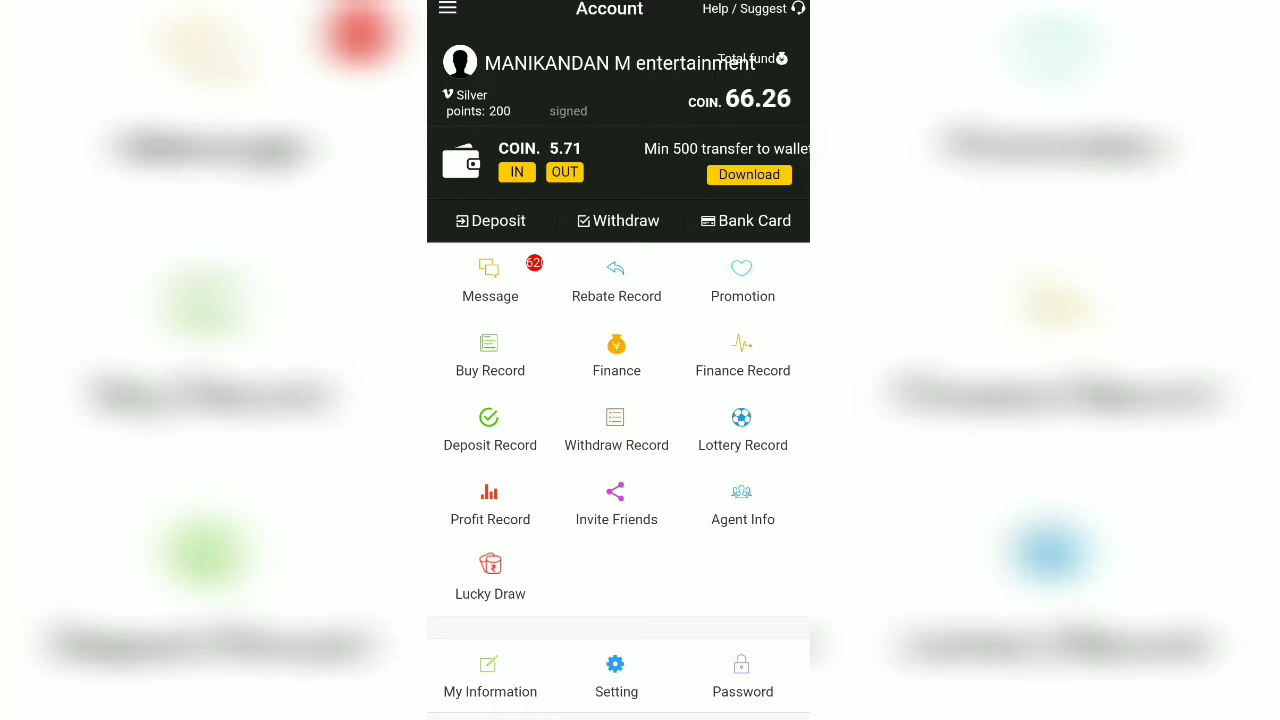 Account
Help / Suggest
MANIKANDAN M entertainment
Total fund
Silver
COIN. 66.26
points: 200
signed
COIN. 5.71
Min 500 transfer to wallet
IN
OUT
Download
Deposit
Withdraw
Bank Card
62
Message
Rebate Record
Promotion
Buy Record
Finance
Finance Record
Deposit Record
Withdraw Record
Lottery Record
Profit Record
Invite Friends
Agent Info
Lucky Draw
My Information
Setting
Password